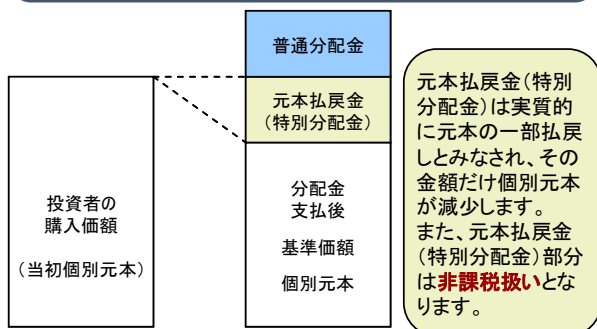 普通分配金
元本払戻金
（特別分配金）
投資者の
購入価額
（当初個別元本）
分配金
支払後
基準価額
個別元本
元本払戻金（特別
分配金）は実質的
に元本の一部払戻
しとみなされ、その
金額だけ個別元本
が減少します。
また、元本払戻金
（特別分配金）部分
は非課税扱いとな
ります。